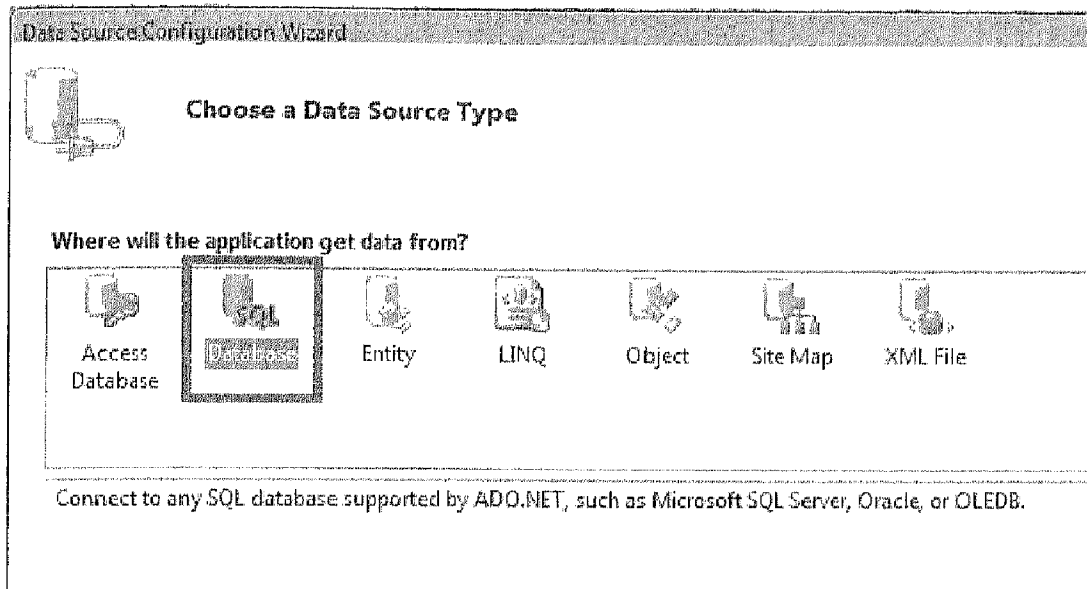 Data Source Configuration Wizard
Choose a Data Source Type
Where will the application get data from?
SQL
Access Database
Database
Entity
LINQ
Object
Site Map
XML File
Connect to any SQL database supported by ADO.NET, such as Microsoft SQL Server, Oracle, or OLEDB.